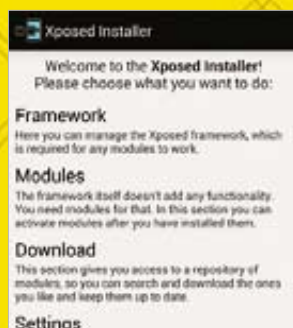 Xposed Installer
Welcome to the Xposed Installer!
Please choose what you want to do:
Framework
Here you can manage the Xposed framework, which
is required for any modules to work.
Modules
The framework itself doesn't add any functionality.
You need modules for that. In this section you can
activate modules after you have installed them.
Download
This section gives you access to a repository of
modules, so you can search and download the ones
you like and keep them up to date.
Settings